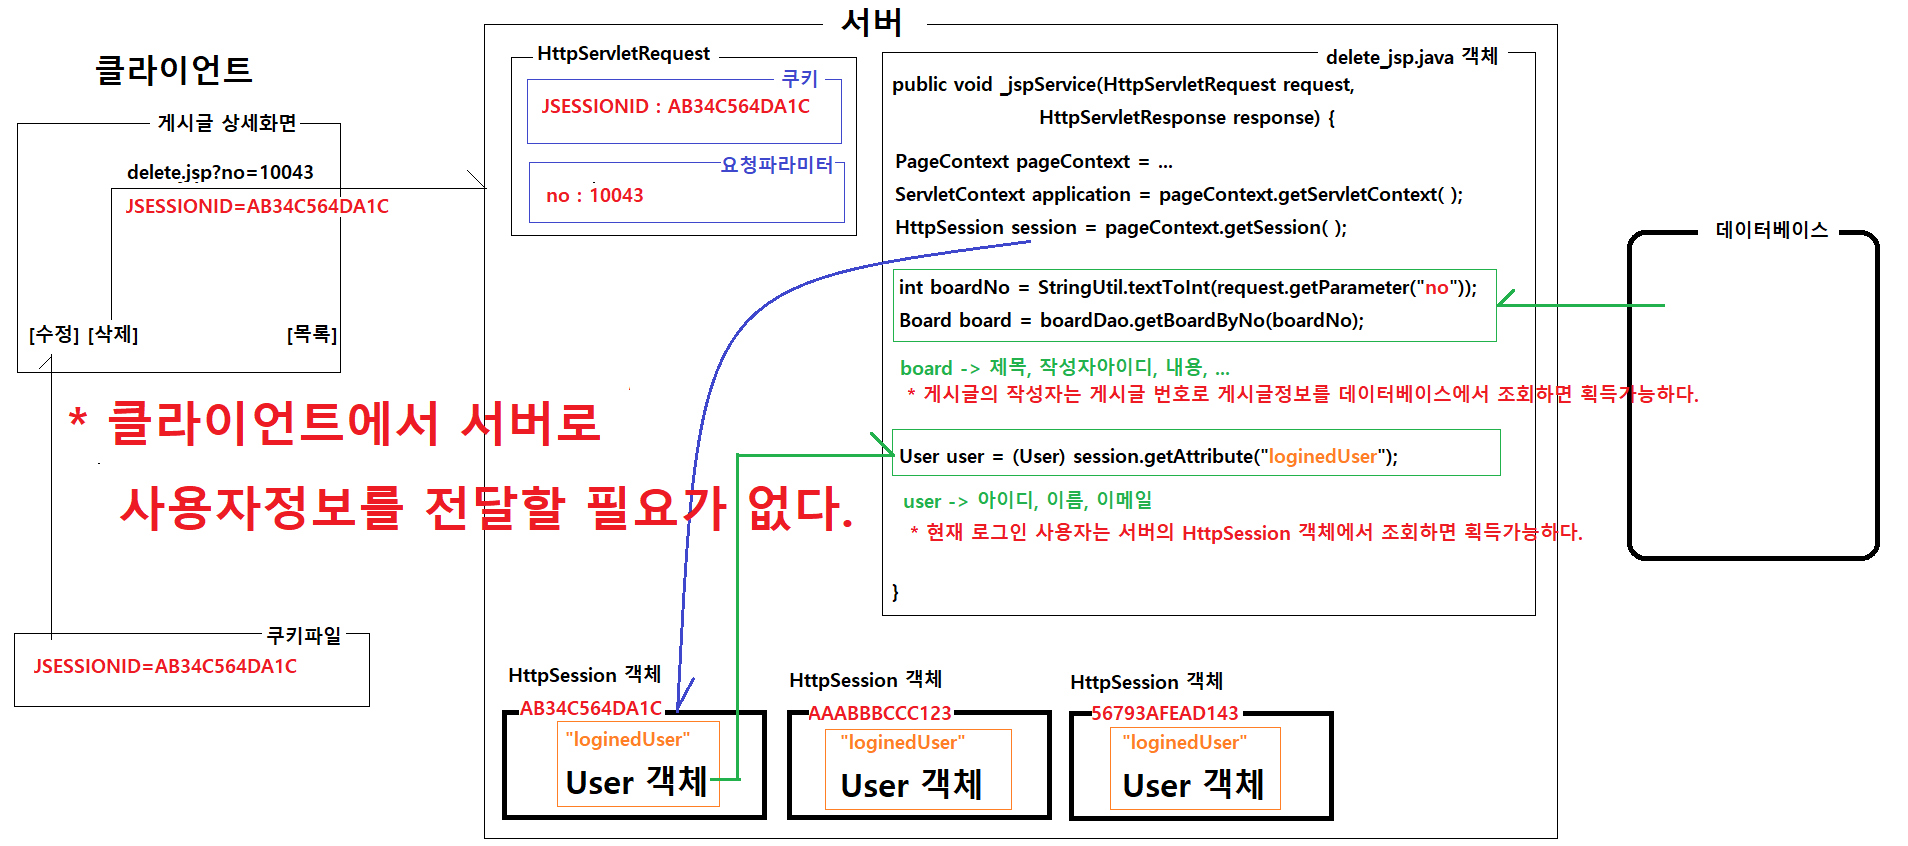 서버
클라이언트
게시글 상세화면
delete.jsp?no=10043
JSESSIONID=AB34C564DA1C
[수정] [삭제]
[목록]
* 클라이언트에서 서버로
사용자정보를 전달할 필요가 없다.
쿠키파일
JSESSIONID=AB34C564DA1C
HttpServletRequest
쿠키
JSESSIONID : AB34C564DA1C
요청파라미터
no : 10043
delete_jsp.java 객체
public void _jspService(HttpServletRequest request,
HttpServletResponse response) {
PageContext pageContext = ...
ServletContext application = pageContext.getServletContext( );
HttpSession session = pageContext.getSession( );
int boardNo = StringUtil.textToInt(request.getParameter("no"));
Board board = boardDao.getBoardByNo(boardNo);
board -> 제목, 작성자아이디, 내용, ...
* 게시글의 작성자는 게시글 번호로 게시글정보를 데이터베이스에서 조회하면 획득가능하다.
User user = (User) session.getAttribute("loginedUser");
user -> 아이디, 이름, 이메일
* 현재 로그인 사용자는 서버의 HttpSession 객체에서 조회하면 획득가능하다.
}
데이터베이스
HttpSession 객체
AB34C564DA1C
"loginedUser"
User 객체
HttpSession 객체
AAABBBCCC123
"loginedUser"
User 객체
HttpSession 객체
56793AFEAD143
"loginedUser"
User 객체